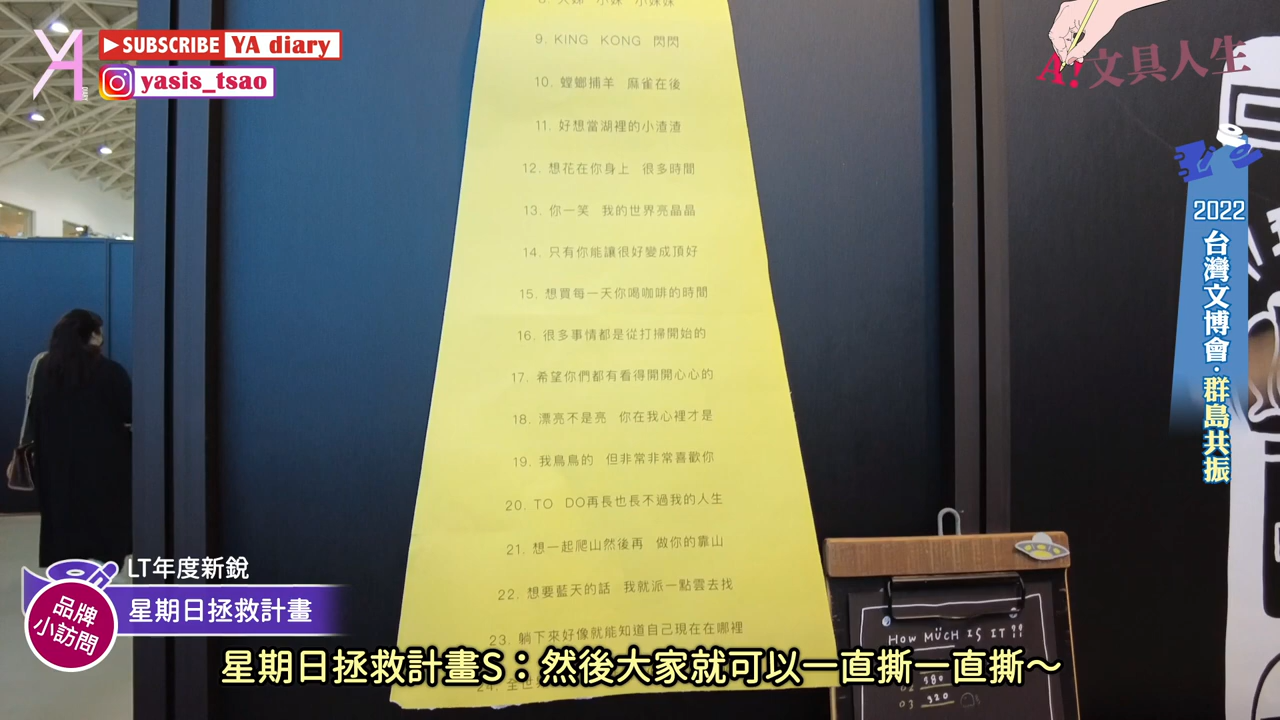 SUBSCRIBE YA diary
yasis_tsao
A!文具人生
2022
台灣文博會·群島共振
9. KING KONG 閃閃
10. 螳螂捕羊 麻雀在後
11. 好想當湖裡的小渣渣
12. 想花在你身上 很多時間
13. 你一笑 我的世界亮晶晶
14. 只有你能讓很好變成頂好
15. 想買每一天你喝咖啡的時間
16. 很多事情都是從打掃開始的
17. 希望你們都有看得開開心心的
18. 漂亮不是亮 你在我心裡才是
19. 我鳥鳥的 但非常非常喜歡你
20. TO DO再長也長不過我的人生
21. 想一起爬山然後再 做你的靠山
22. 想要藍天的話 我就派一點雲去找
23. 躺下來好像就能知道自己現在在哪裡
24. 全世
HOW MUCH IS IT
03 320
LT年度新銳
品牌小訪問
星期日拯救計畫
星期日拯救計畫S：然後大家就可以一直撕一直撕～